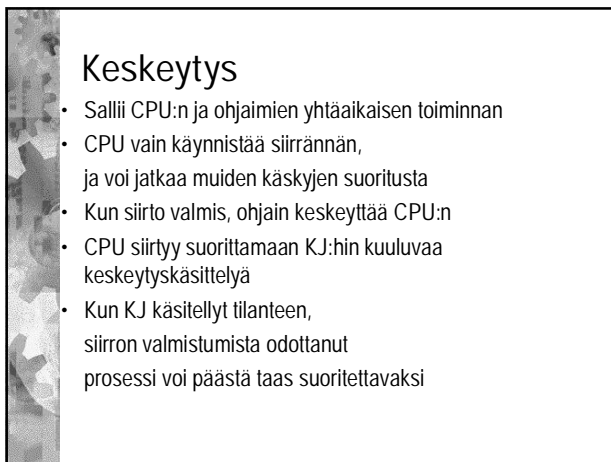 Keskeytys
• Sallii CPU:n ja ohjaimien yhtäaikaisen toiminnan
• CPU vain käynnistää siirrännän,
ja voi jatkaa muiden käskyjen suoritusta
• Kun siirto valmis, ohjain keskeyttää CPU:n
• CPU siirtyy suorittamaan KJ:hin kuuluvaa
keskeytyskäsittelyä
• Kun KJ käsitellyt tilanteen,
siirron valmistumista odottanut
prosessi voi päästä taas suoritettavaksi